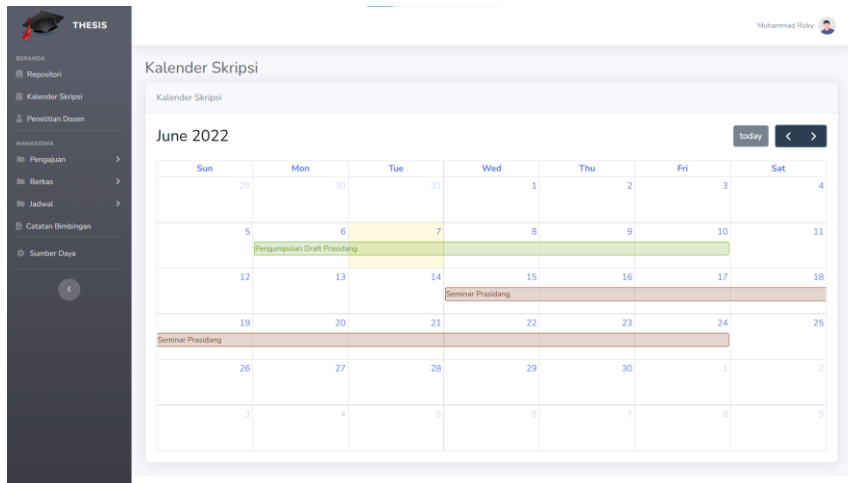 THESIS
Muhammad Rizky
BERANDA
Repositori
Kalender Skripsi
Penelitian Dosen
MAHASISWA
Pengajuan
Berkas
Jadwal
Catatan Bimbingan
Sumber Daya
Kalender Skripsi
Kalender Skripsi
June 2022
today
Sun Mon Tue Wed Thu Fri Sat
29 30 31 1 2 3 4
5 6 7 8 9 10 11
Pengumpulan Draft Prasidang
12 13 14 15 16 17 18
Seminar Prasidang
19 20 21 22 23 24 25
Seminar Prasidang
26 27 28 29 30 1 2
3 4 5 6 7 8 9